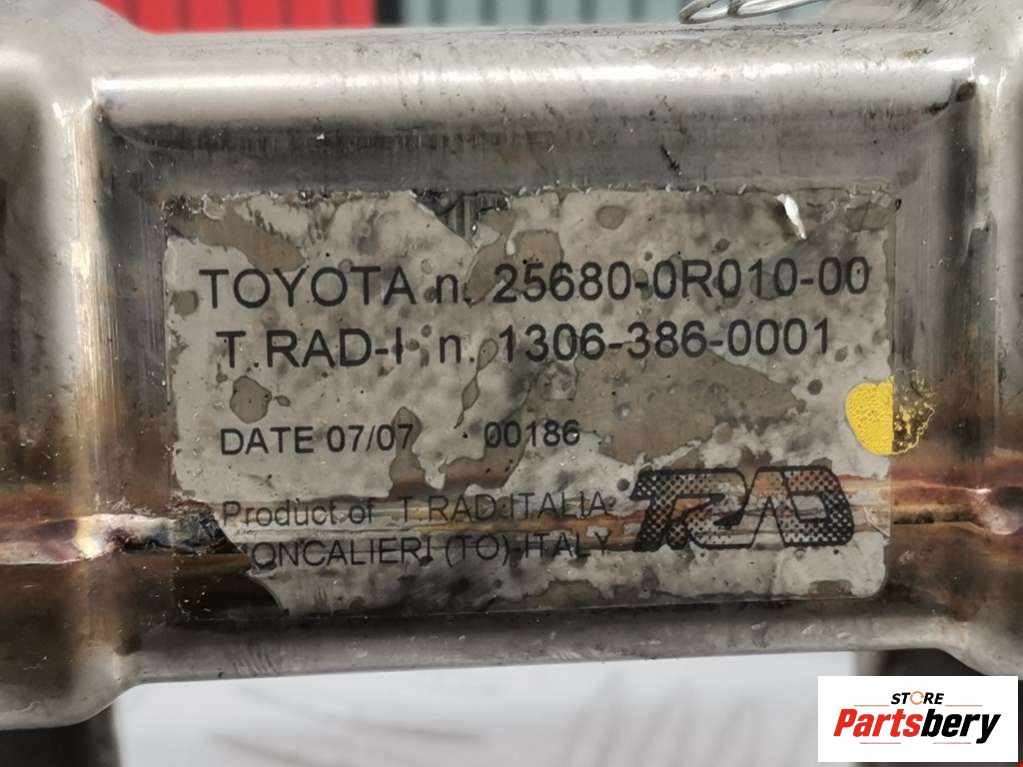 TOYOTA n. 25680-0R010-00
T.RAD-I n. 1306-386-0001
DATE 07/07 00186
Product of T.RAD ITALIA
ONCALIERI (TO) ITALY
TRAD
STORE
Partsbery